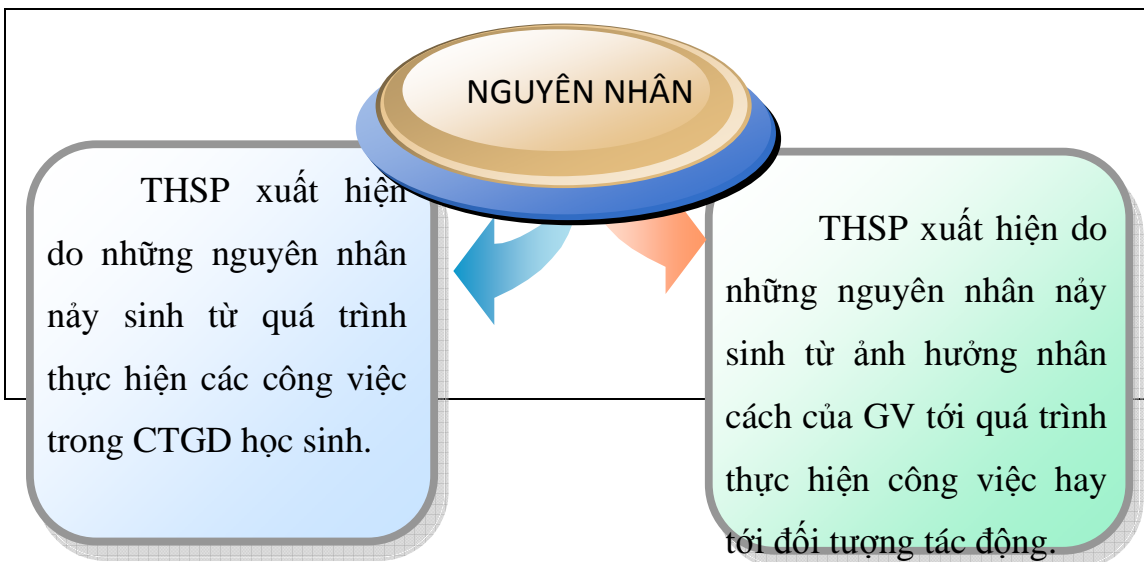 NGUYÊN NHÂN
THSP xuất hiện
do những nguyên nhân
nảy sinh từ quá trình
thực hiện các công việc
trong CTGD học sinh.
THSP xuất hiện do
những nguyên nhân nảy
sinh từ ảnh hưởng nhân
cách của GV tới quá trình
thực hiện công việc hay
tới đối tượng tác động.